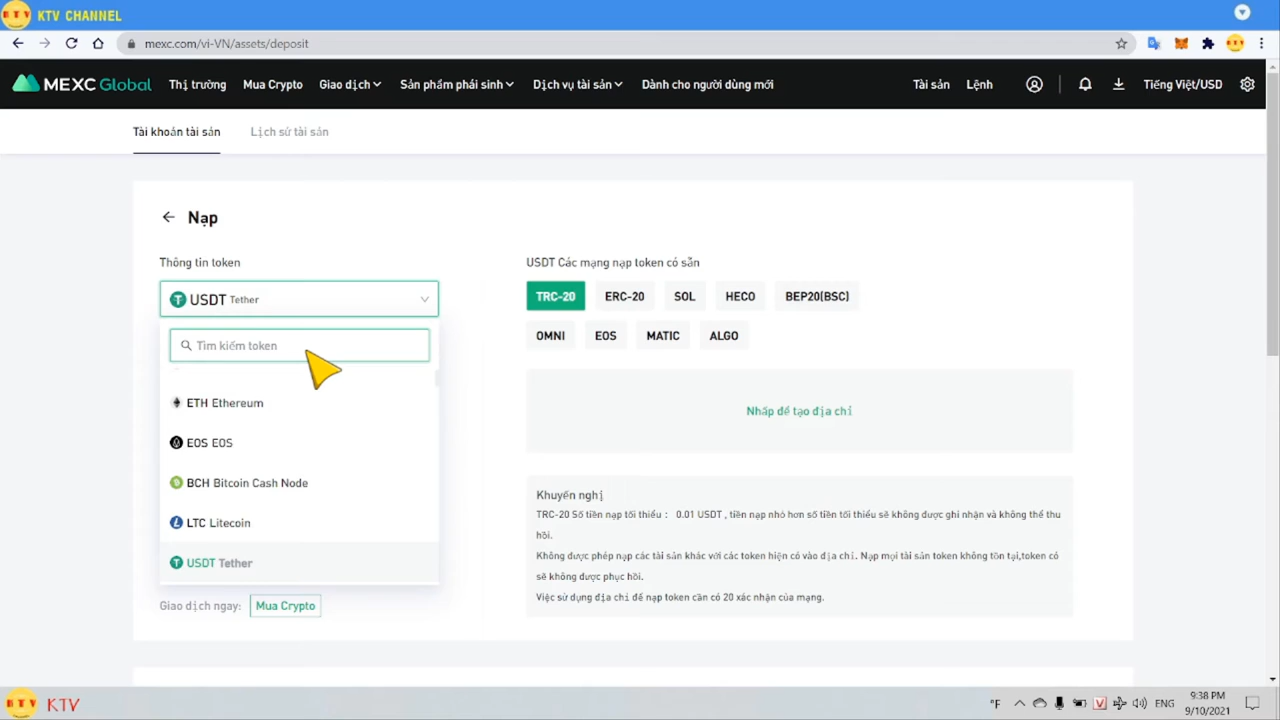 KTV KTV CHANNEL
mexc.com/vi-VN/assets/deposit
MEXC Global Thị trường Mua Crypto Giao dịch Sản phẩm phái sinh Dịch vụ tài sản Dành cho người dùng mới Tài sản Lệnh Tiếng Việt/USD
Tài khoản tài sản Lịch sử tài sản
Nạp
Thông tin token
USDT Tether
Tìm kiếm token
ETH Ethereum
EOS EOS
BCH Bitcoin Cash Node
LTC Litecoin
USDT Tether
Giao dịch ngay: Mua Crypto
USDT Các mạng nạp token có sẵn
TRC-20 ERC-20 SOL HECO BEP20(BSC)
OMNI EOS MATIC ALGO
Nhấp để tạo địa chỉ
Khuyến nghị
TRC-20 Số tiền nạp tối thiểu : 0.01 USDT , tiền nạp nhỏ hơn số tiền tối thiểu sẽ không được ghi nhận và không thể thu
hồi.
Không được phép nạp các tài sản khác với các token hiện có vào địa chỉ. Nạp mọi tài sản token không tồn tại,token có
sẽ không được phục hồi.
Việc sử dụng địa chỉ để nạp token cần có 20 xác nhận của mạng.
KTV KTV
°F V ENG 9:38 PM
9/10/2021